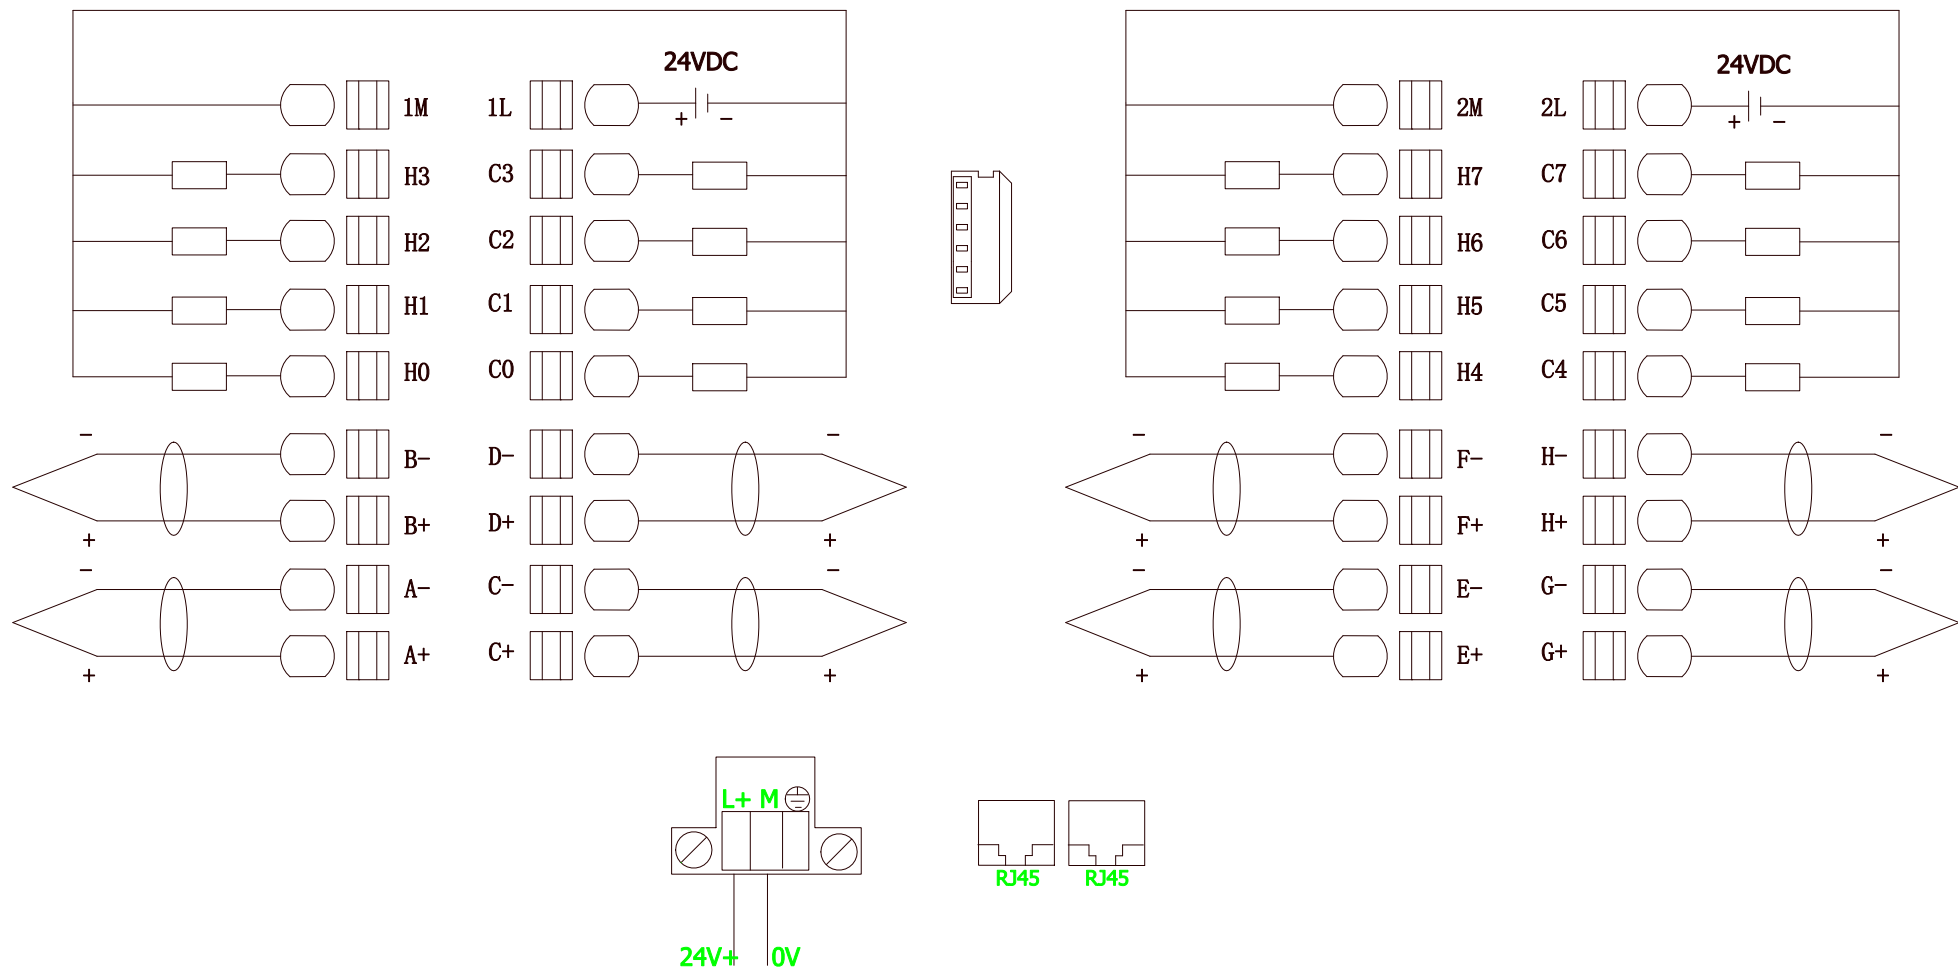 24VDC 24VDC
1M 1L 2M 2L
+ − + −
H3 C3 H7 C7
H2 C2 H6 C6
H1 C1 H5 C5
H0 C0 H4 C4
− − − −
B− D− F− H−
B+ D+ F+ H+
+ + + +
− − − −
A− C− E− G−
A+ C+ E+ G+
+ + + +
L+ M
RJ45 RJ45
24V+ 0V